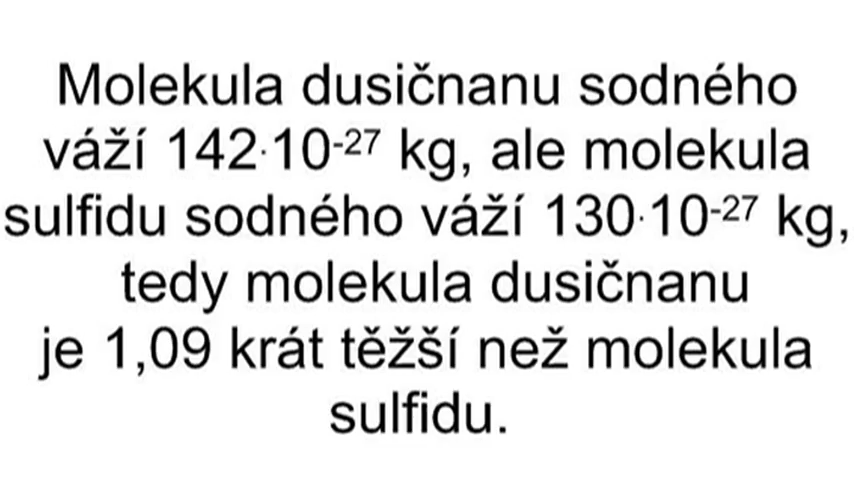 Molekula dusičnanu sodného
váží 142·10⁻²⁷ kg, ale molekula
sulfidu sodného váží 130·10⁻²⁷ kg,
tedy molekula dusičnanu
je 1,09 krát těžší než molekula
sulfidu.